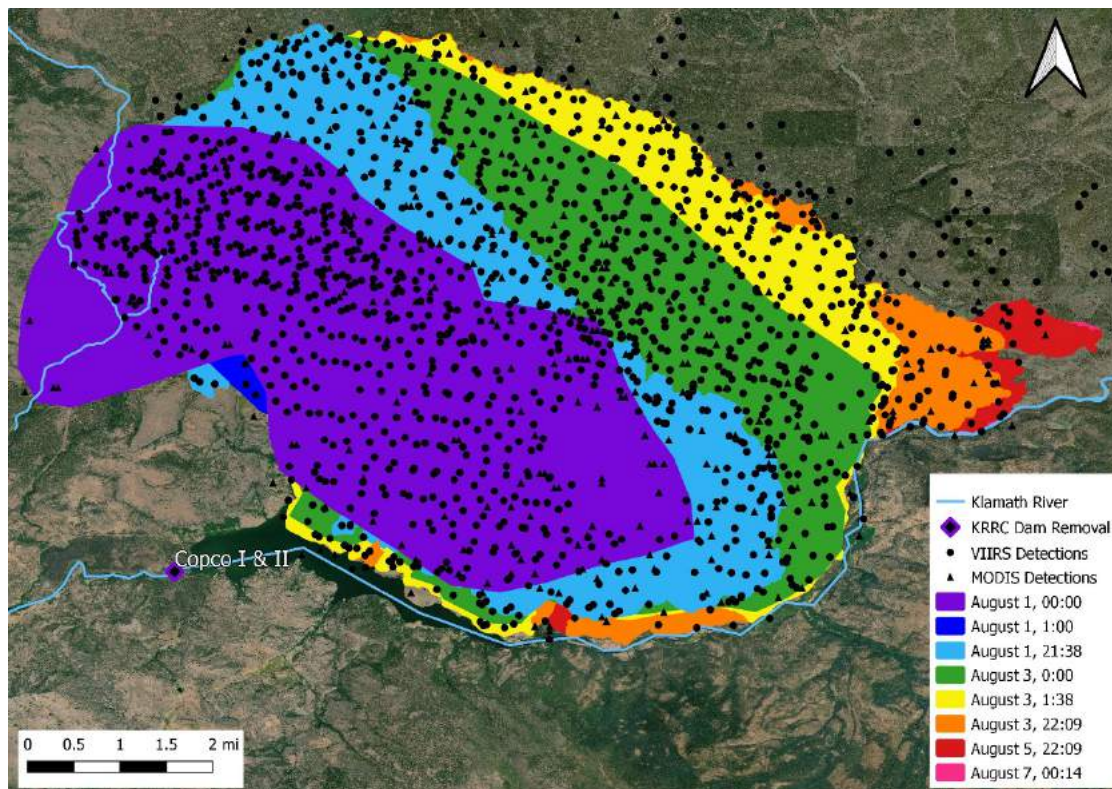 Copco I & II
Klamath River
KRRC Dam Removal
VIIRS Detections
MODIS Detections
August 1, 00:00
August 1, 1:00
August 1, 21:38
August 3, 0:00
August 3, 1:38
August 3, 22:09
August 5, 22:09
August 7, 00:14
0 0.5 1 1.5 2 mi